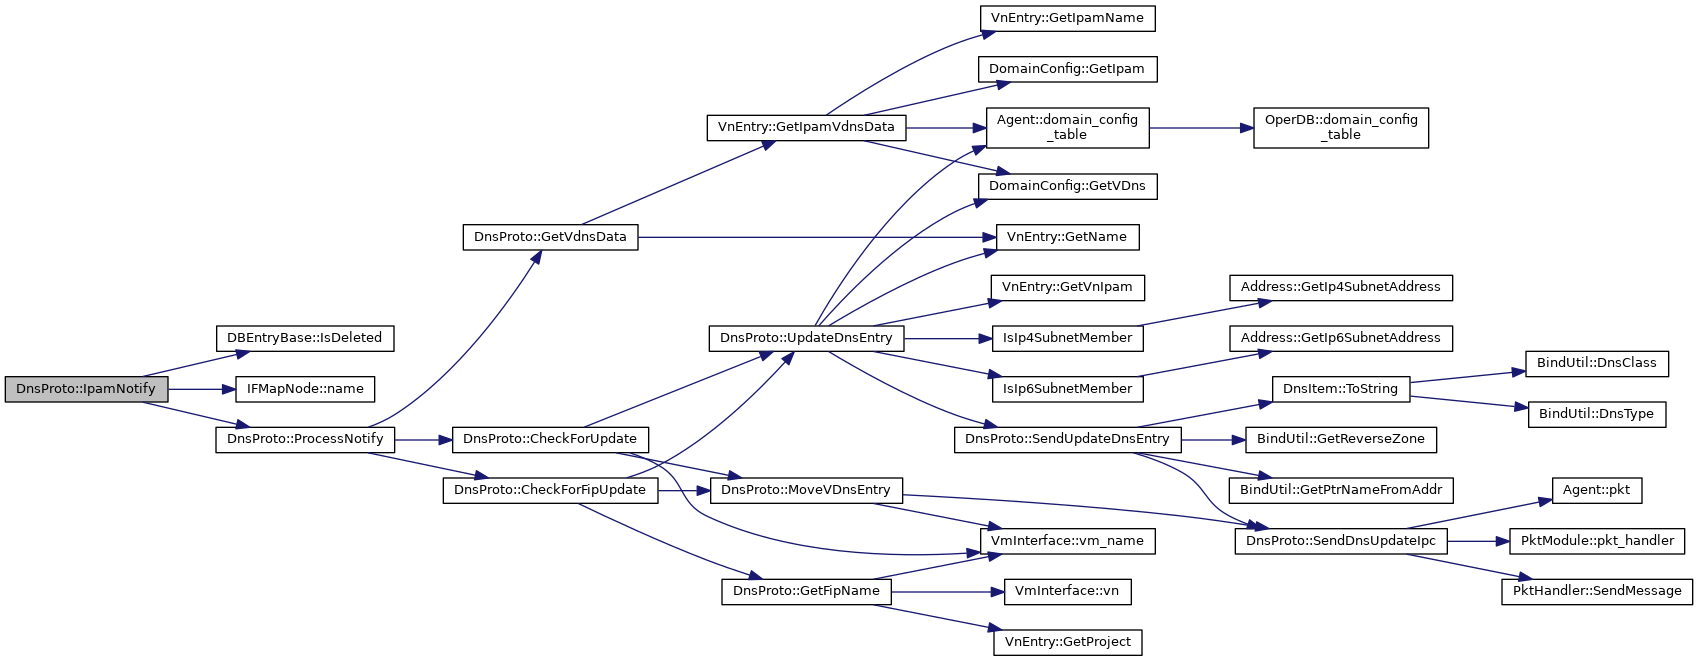 VnEntry::GetIpamName
DomainConfig::GetIpam
VnEntry::GetIpamVdnsData
Agent::domain_config
_table
OperDB::domain_config
_table
DomainConfig::GetVDns
DnsProto::GetVdnsData
VnEntry::GetName
VnEntry::GetVnIpam
Address::GetIp4SubnetAddress
DBEntryBase::IsDeleted
DnsProto::UpdateDnsEntry
IsIp4SubnetMember
Address::GetIp6SubnetAddress
BindUtil::DnsClass
DnsProto::IpamNotify
IFMapNode::name
IsIp6SubnetMember
DnsItem::ToString
BindUtil::DnsType
DnsProto::ProcessNotify
DnsProto::CheckForUpdate
DnsProto::SendUpdateDnsEntry
BindUtil::GetReverseZone
DnsProto::CheckForFipUpdate
DnsProto::MoveVDnsEntry
BindUtil::GetPtrNameFromAddr
Agent::pkt
VmInterface::vm_name
DnsProto::SendDnsUpdateIpc
PktModule::pkt_handler
DnsProto::GetFipName
VmInterface::vn
PktHandler::SendMessage
VnEntry::GetProject